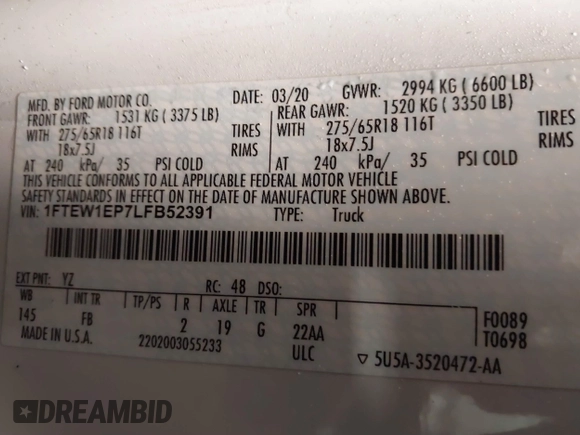 MFD. BY FORD MOTOR CO.
DATE: 03/20 GVWR: 2994 KG ( 6600 LB)
FRONT GAWR: 1531 KG ( 3375 LB) REAR GAWR: 1520 KG ( 3350 LB)
WITH 275/65R18 116T TIRES WITH 275/65R18 116T TIRES
18x7.5J RIMS 18x7.5J RIMS
AT 240 kPa/ 35 PSI COLD AT 240 kPa/ 35 PSI COLD
THIS VEHICLE CONFORMS TO ALL APPLICABLE FEDERAL MOTOR VEHICLE
SAFETY STANDARDS IN EFFECT ON THE DATE OF MANUFACTURE SHOWN ABOVE.
VIN: 1FTEW1EP7LFB52391 TYPE: Truck
EXT PNT: YZ RC: 48 DSO:
WB INT TR TP/PS R AXLE TR SPR F0089
145 FB 2 19 G 22AA T0698
MADE IN U.S.A. 2202003055233 ULC ▽ 5U5A-3520472-AA
DREAMBID